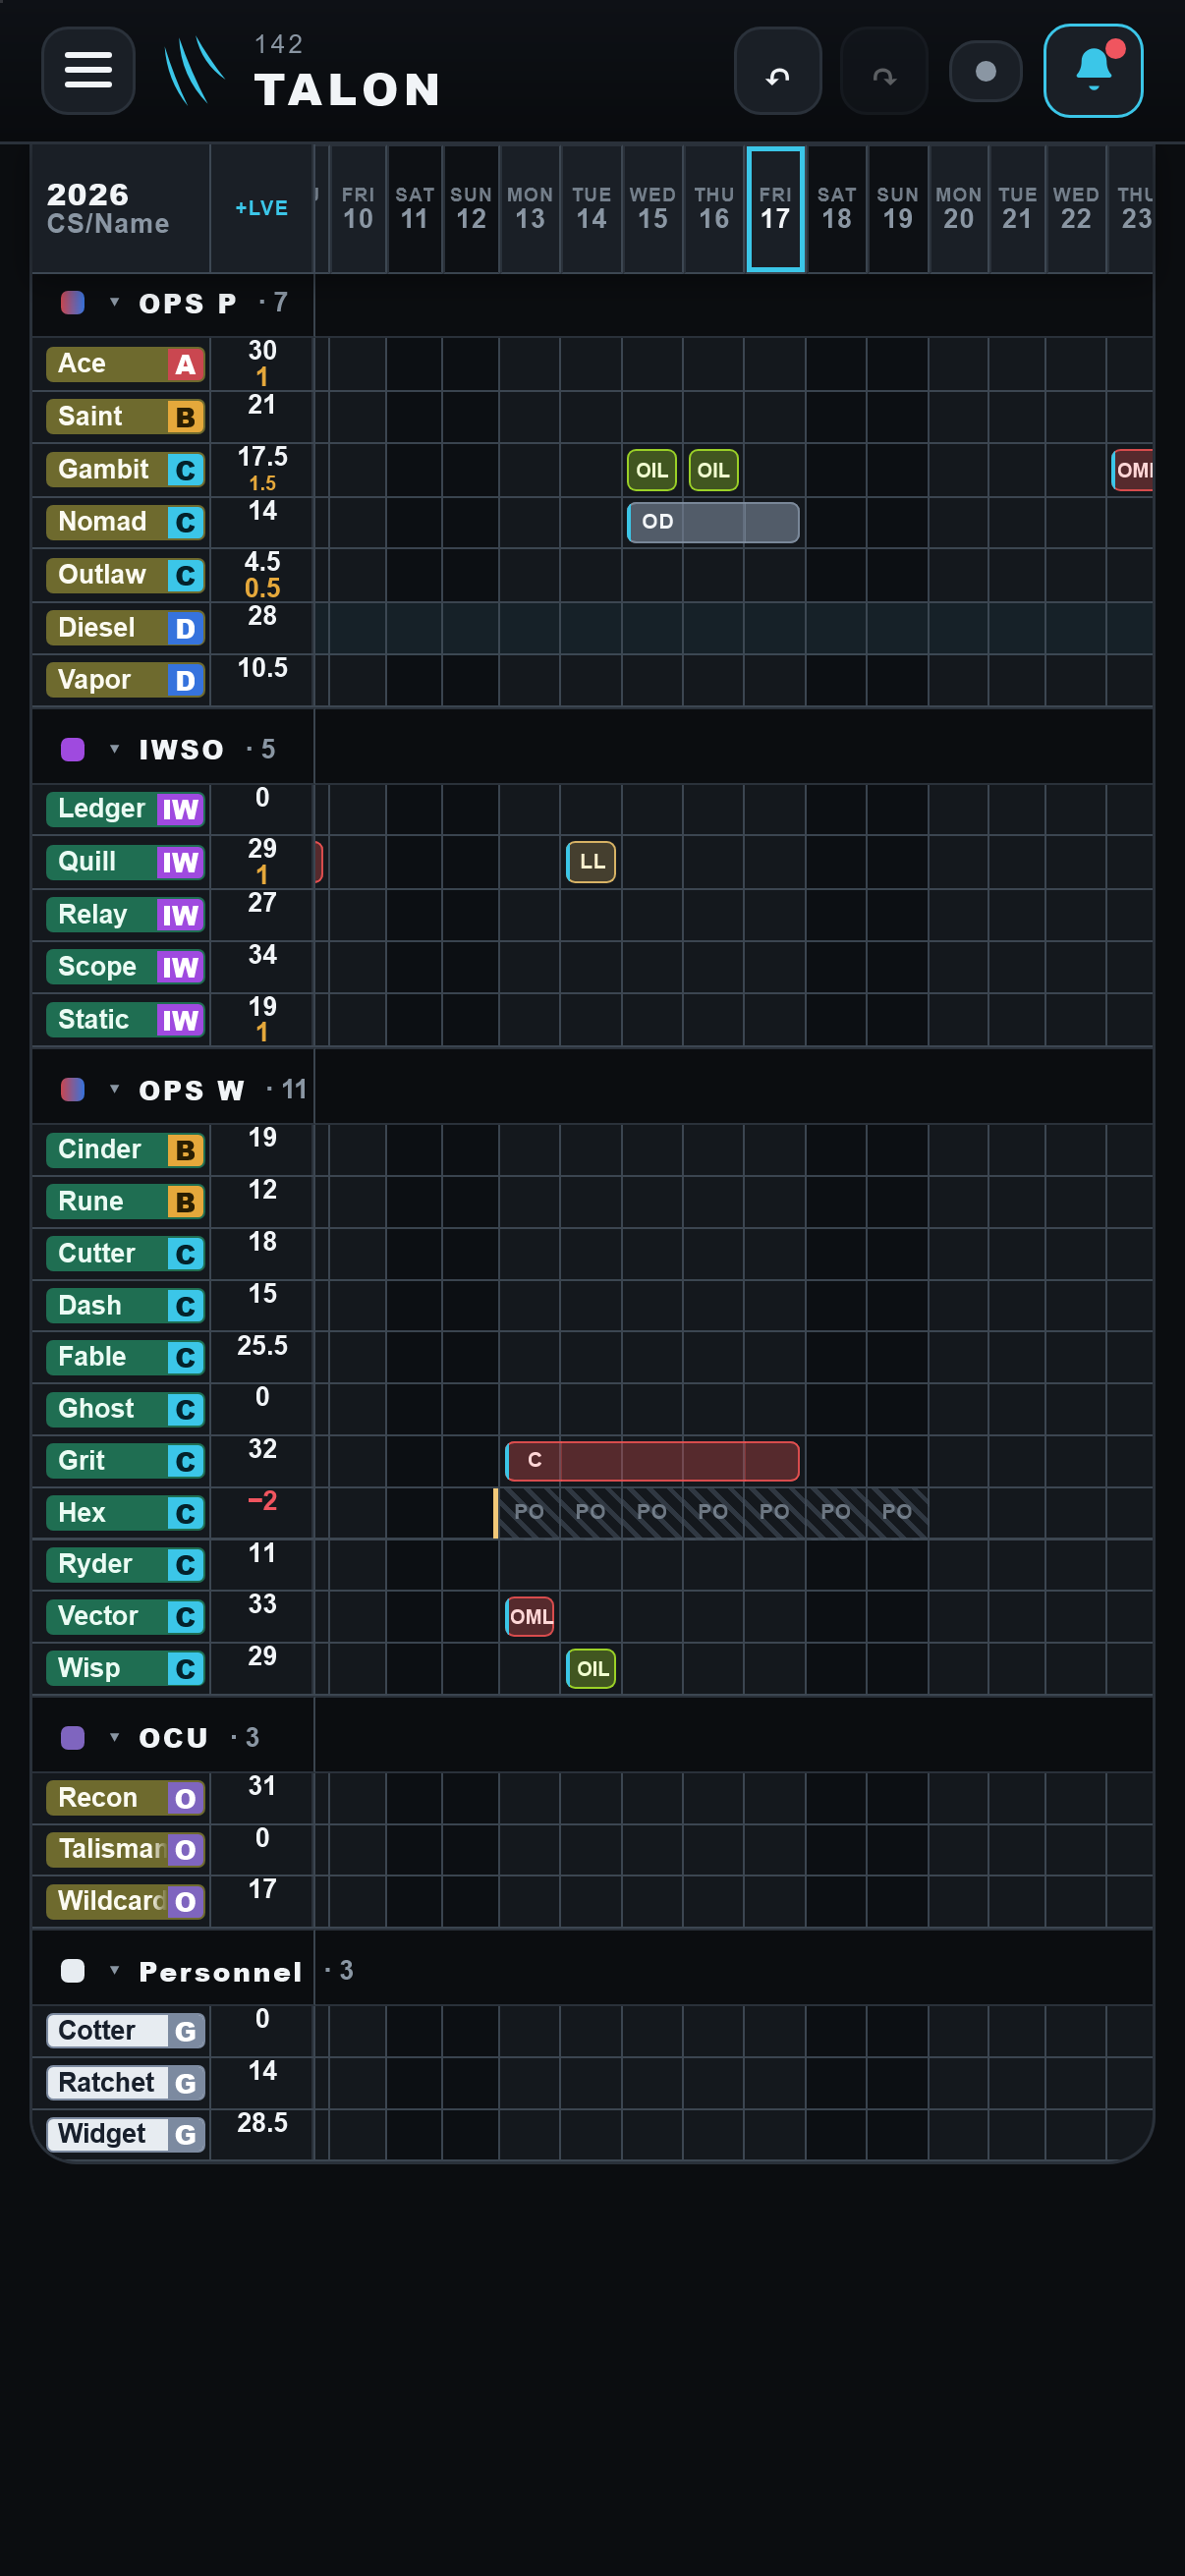 142
TALON
2026
CS/Name
+LVE
FRI 10
SAT 11
SUN 12
MON 13
TUE 14
WED 15
THU 16
FRI 17
SAT 18
SUN 19
MON 20
TUE 21
WED 22
THU 23
OPS P · 7
Ace A 30 1
Saint B 21
Gambit C 17.5 1.5 OIL OIL OML
Nomad C 14 OD
Outlaw C 4.5 0.5
Diesel D 28
Vapor D 10.5
IWSO · 5
Ledger IW 0
Quill IW 29 1 LL
Relay IW 27
Scope IW 34
Static IW 19 1
OPS W · 11
Cinder B 19
Rune B 12
Cutter C 18
Dash C 15
Fable C 25.5
Ghost C 0
Grit C 32 C
Hex C −2 PO PO PO PO PO PO PO
Ryder C 11
Vector C 33 OML
Wisp C 29 OIL
OCU · 3
Recon O 31
Talisman O 0
Wildcard O 17
Personnel · 3
Cotter G 0
Ratchet G 14
Widget G 28.5